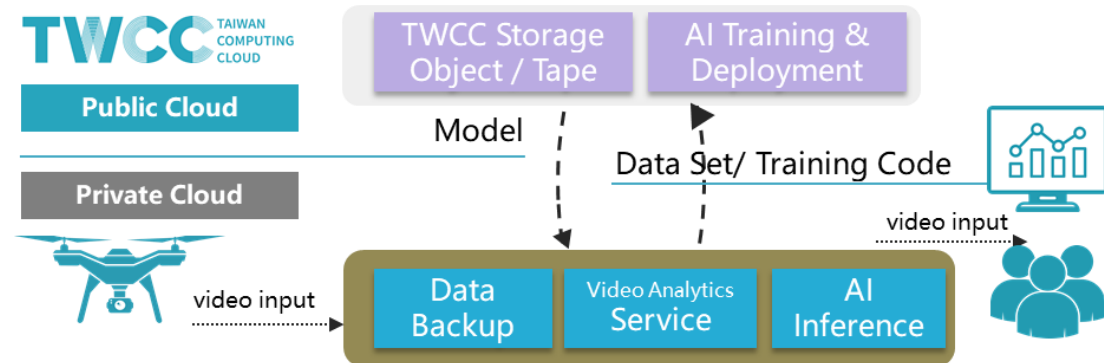 TWCC TAIWAN
COMPUTING
CLOUD
Public Cloud
Private Cloud
TWCC Storage
Object / Tape
AI Training &
Deployment
Model
Data Set/ Training Code
video input
video input
Data
Backup
Video Analytics
Service
AI
Inference